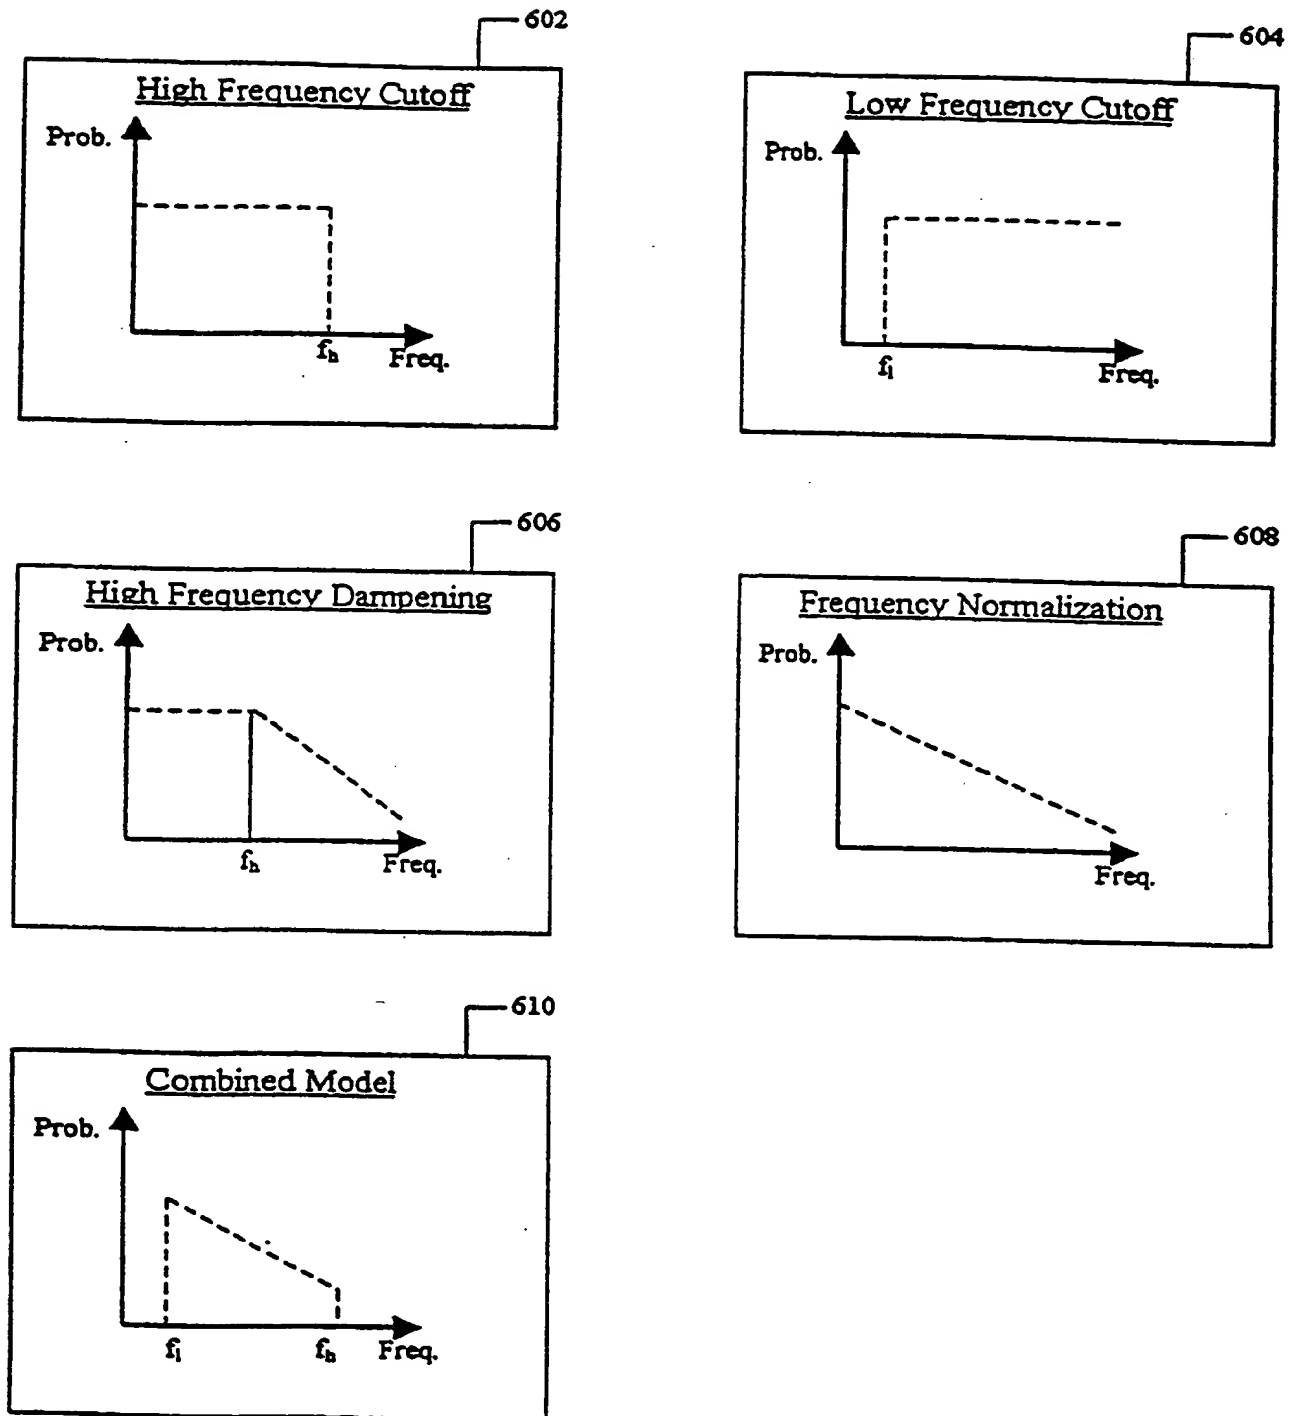 602
High Frequency Cutoff
Prob.
fh
Freq.
604
Low Frequency Cutoff
Prob.
fl
Freq.
606
High Frequency Dampening
Prob.
fh
Freq.
608
Frequency Normalization
Prob.
Freq.
610
Combined Model
Prob.
fl
fh
Freq.